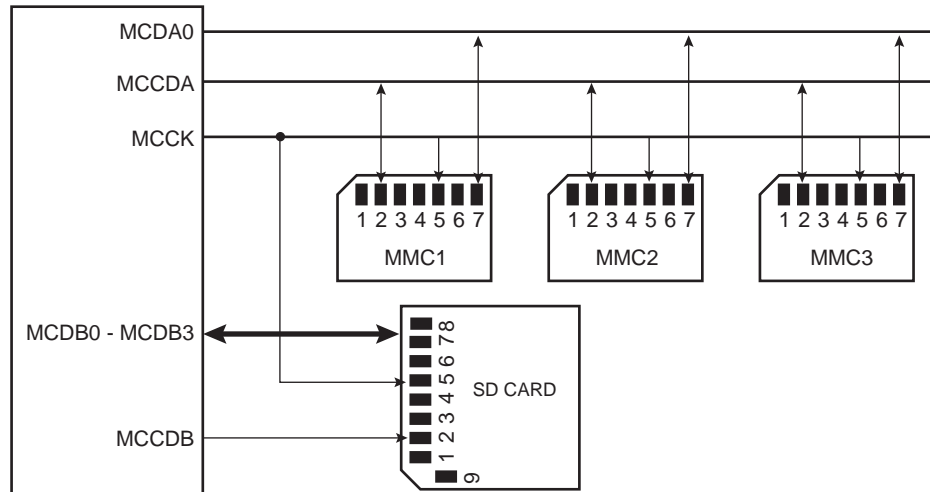 MCDA0
MCCDA
MCCK
1 2 3 4 5 6 7
MMC1
1 2 3 4 5 6 7
MMC2
1 2 3 4 5 6 7
MMC3
MCDB0 - MCDB3
MCCDB
1 2 3 4 5 6 7 8
9
SD CARD